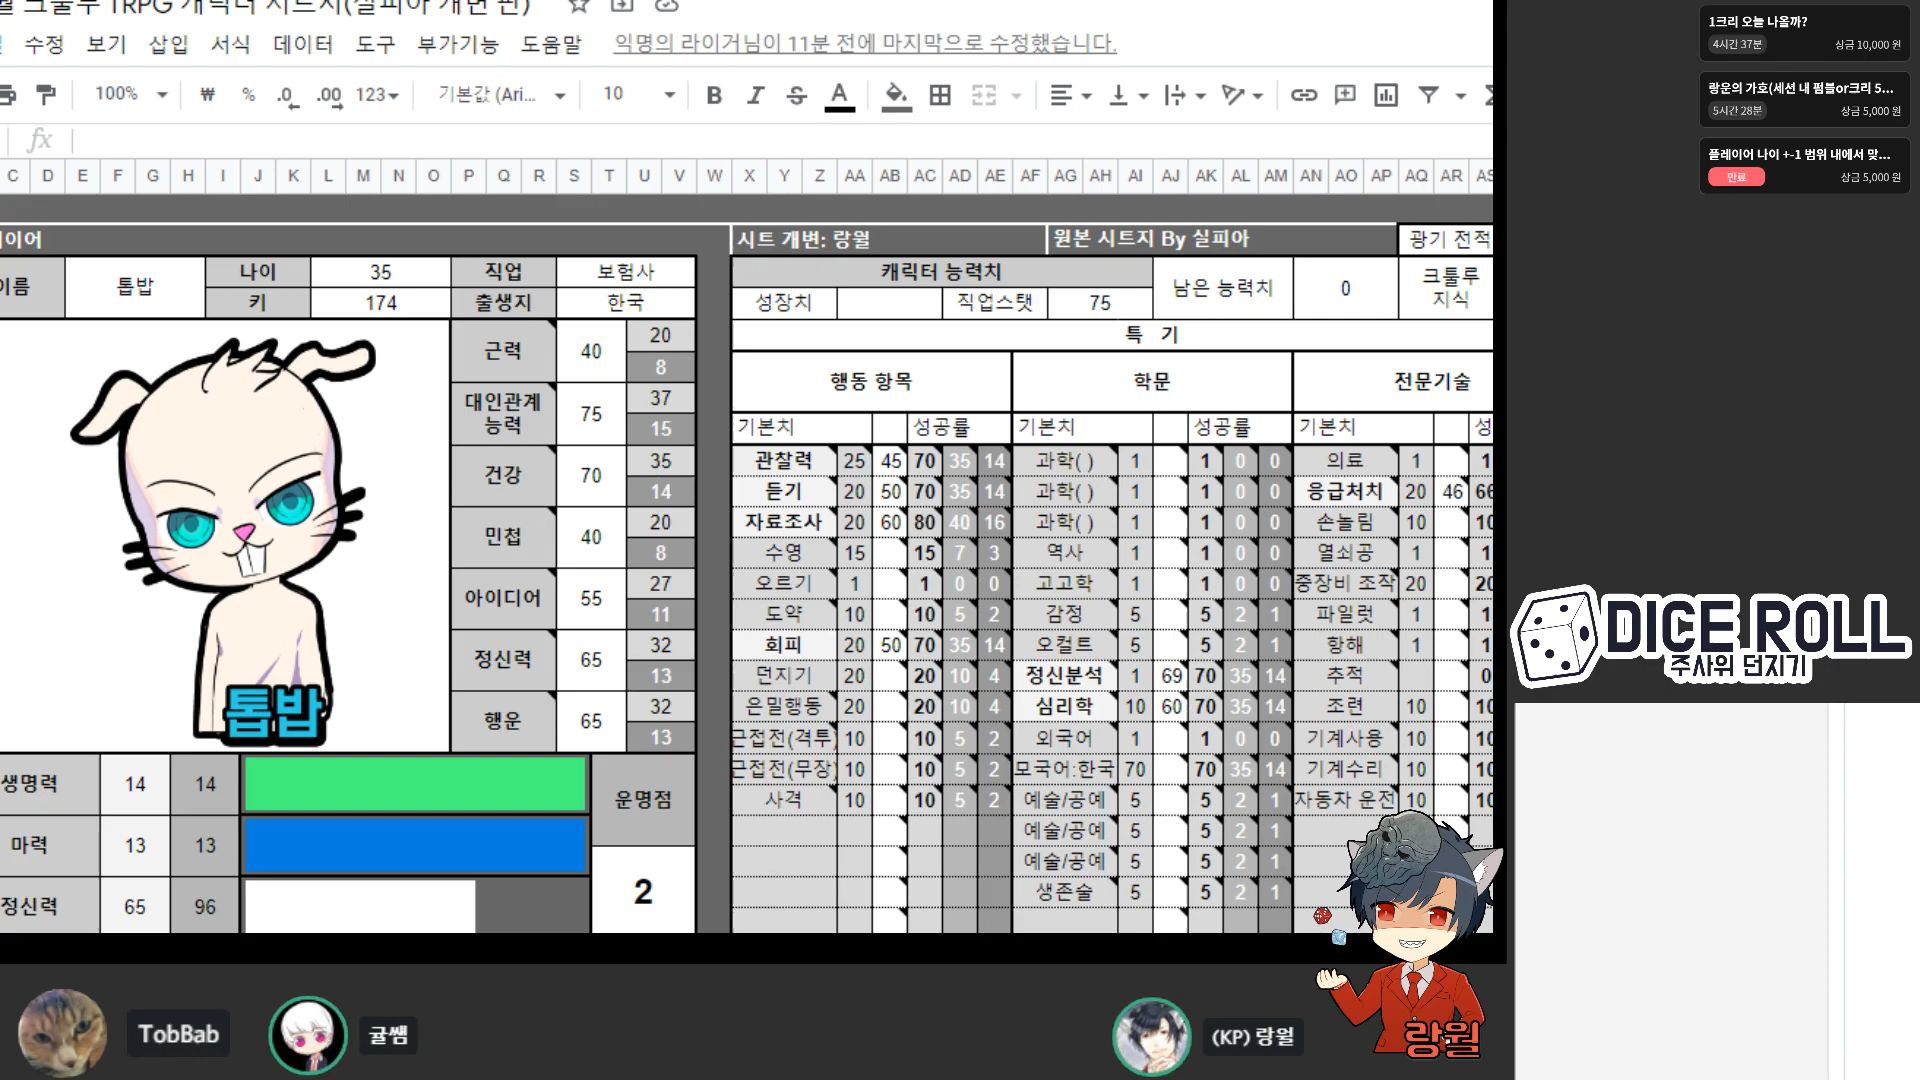 크툴루 TRPG 캐릭터 시트지(실피아 개변 판)
수정 보기 삽입 서식 데이터 도구 부가기능 도움말 익명의 라이거님이 11분 전에 마지막으로 수정했습니다.
100% ₩ % .0 .00 123 기본값 (Ari... 10 B I S A
fx
C D E F G H I J K L M N O P Q R S T U V W X Y Z AA AB AC AD AE AF AG AH AI AJ AK AL AM AN AO AP AQ AR AS
이어 시트 개변: 랑월 원본 시트지 By 실피아 광기 전적
이름 톱밥 나이 35 직업 보험사
키 174 출생지 한국
캐릭터 능력치 남은 능력치 0 크툴루 지식
성장치 직업스탯 75
특 기
행동 항목 학문 전문기술
기본치 성공률 기본치 성공률 기본치 성
근력 40 20 8
대인관계 능력 75 37 15
건강 70 35 14
민첩 40 20 8
아이디어 55 27 11
정신력 65 32 13
행운 65 32 13
톱밥
생명력 14 14
마력 13 13
정신력 65 96
운명점
2
관찰력 25 45 70 35 14 과학( ) 1 1 0 0 의료 1 1
듣기 20 50 70 35 14 과학( ) 1 1 0 0 응급처치 20 46 66
자료조사 20 60 80 40 16 과학( ) 1 1 0 0 손놀림 10 10
수영 15 15 7 3 역사 1 1 0 0 열쇠공 1 1
오르기 1 1 0 0 고고학 1 1 0 0 중장비 조작 20 20
도약 10 10 5 2 감정 5 5 2 1 파일럿 1 1
회피 20 50 70 35 14 오컬트 5 5 2 1 항해 1 1
던지기 20 20 10 4 정신분석 1 69 70 35 14 추적 0
은밀행동 20 20 10 4 심리학 10 60 70 35 14 조련 10 10
근접전(격투) 10 10 5 2 외국어 1 1 0 0 기계사용 10 10
근접전(무장) 10 10 5 2 모국어:한국 70 70 35 14 기계수리 10 10
사격 10 10 5 2 예술/공예 5 5 2 1 자동차 운전 10 10
예술/공예 5 5 2 1
예술/공예 5 5 2 1
생존술 5 5 2 1
1크리 오늘 나올까?
4시간 37분 상금 10,000 원
랑운의 가호(세션 내 펌블or크리 5...
5시간 28분 상금 5,000 원
플레이어 나이 +-1 범위 내에서 맞...
만료 상금 5,000 원
DICE ROLL
주사위 던지기
랑월
TobBab 귤쌤 (KP) 랑월